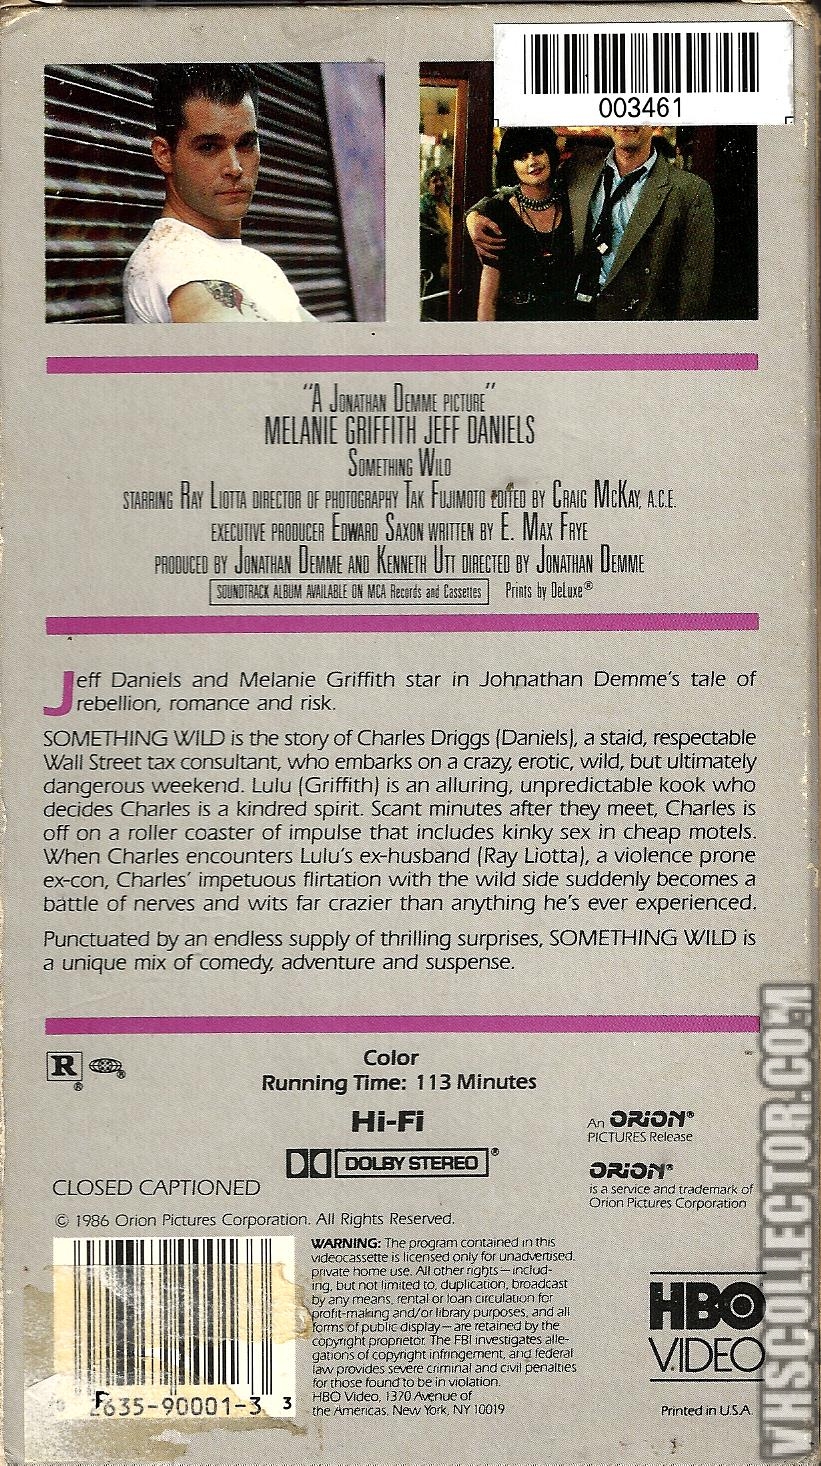 003461
"A Jonathan Demme picture"
MELANIE GRIFFITH JEFF DANIELS
Something Wild
starring Ray Liotta director of photography Tak Fujimoto edited by Craig McKay, A.C.E.
executive producer Edward Saxon written by E. Max Frye
produced by Jonathan Demme and Kenneth Utt directed by Jonathan Demme
SOUNDTRACK ALBUM AVAILABLE ON MCA Records and Cassettes Prints by DeLuxe®
Jeff Daniels and Melanie Griffith star in Johnathan Demme's tale of
rebellion, romance and risk.
SOMETHING WILD is the story of Charles Driggs (Daniels), a staid, respectable
Wall Street tax consultant, who embarks on a crazy, erotic, wild, but ultimately
dangerous weekend. Lulu (Griffith) is an alluring, unpredictable kook who
decides Charles is a kindred spirit. Scant minutes after they meet, Charles is
off on a roller coaster of impulse that includes kinky sex in cheap motels.
When Charles encounters Lulu's ex-husband (Ray Liotta), a violence prone
ex-con, Charles' impetuous flirtation with the wild side suddenly becomes a
battle of nerves and wits far crazier than anything he's ever experienced.
Punctuated by an endless supply of thrilling surprises, SOMETHING WILD is
a unique mix of comedy, adventure and suspense.
R ® ®
Color
Running Time: 113 Minutes
Hi-Fi
DOLBY STEREO ®
CLOSED CAPTIONED
An ORION®
PICTURES Release
ORION®
is a service and trademark of
Orion Pictures Corporation
© 1986 Orion Pictures Corporation. All Rights Reserved.
WARNING: The program contained in this
videocassette is licensed only for unadvertised,
private home use. All other rights—includ-
ing, but not limited to, duplication, broadcast
by any means, rental or loan circulation for
profit-making and/or library purposes, and all
forms of public display—are retained by the
copyright proprietor. The FBI investigates alle-
gations of copyright infringement, and federal
law provides severe criminal and civil penalties
for those found to be in violation.
HBO Video, 1370 Avenue of
the Americas, New York, NY 10019
2635-90001-3 3
HBO
VIDEO
Printed in U.S.A.
VHSCOLLECTOR.COM